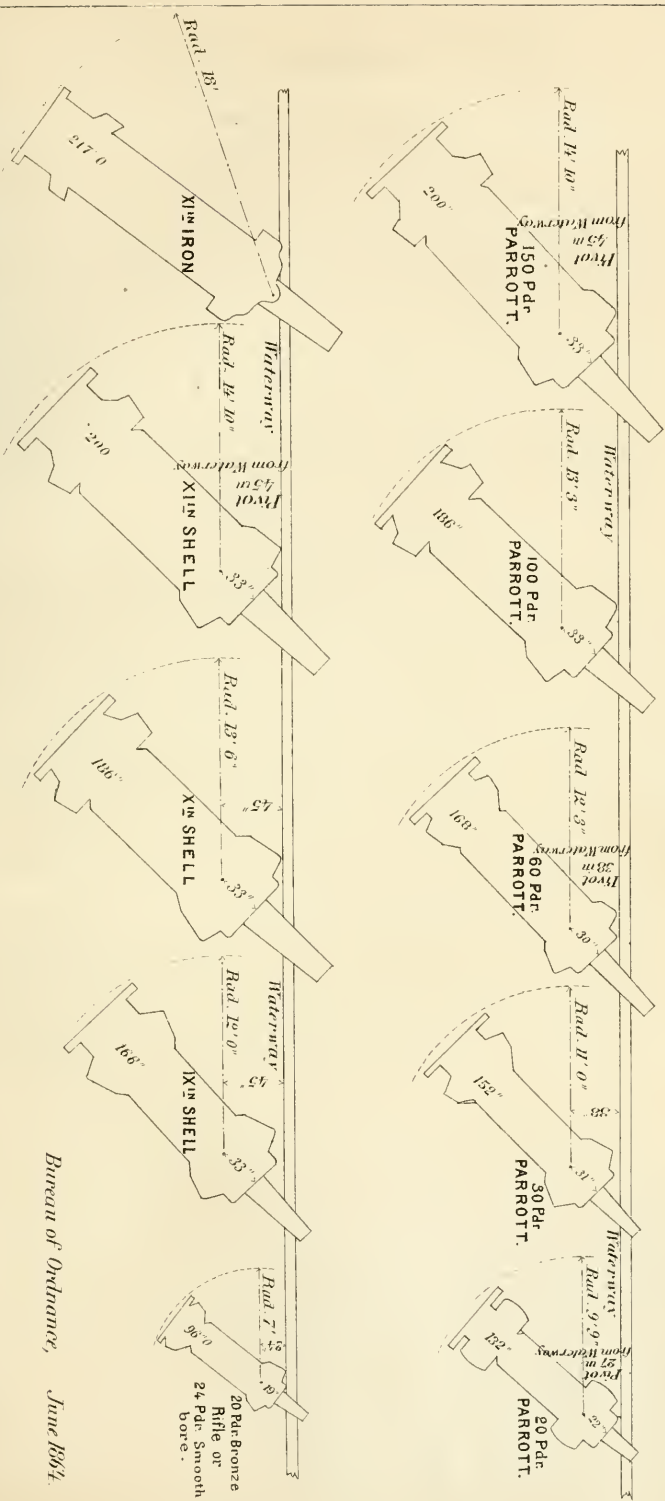 Rad. 14' 10"
Pivot
45 in
from Waterway
33"
200"
150 Pdr.
PARROTT.
Waterway
Rad. 13' 3"
33"
186"
100 Pdr.
PARROTT.
Rad. 12' 3"
Pivot
38 in
from Waterway
30"
168"
60 Pdr.
PARROTT.
Rad. 11' 0"
38
31"
152"
30 Pdr.
PARROTT.
Waterway
Rad. 9' 9"
Pivot
27 in
from Waterway
22"
132"
20 Pdr.
PARROTT.
Rad. 18'
217.0
XI IN IRON
Waterway
Rad. 14' 10"
Pivot
45 in
from Waterway
33"
200"
XI IN SHELL
Rad. 13' 6"
45"
33"
186"
X IN SHELL
Waterway
Rad. 12' 0"
45"
33"
166"
IX IN SHELL
Rad. 7'
19"
96.0
20 Pdr. Bronze
Rifle or
24 Pdr. Smooth
bore.
Bureau of Ordnance, June 1864.